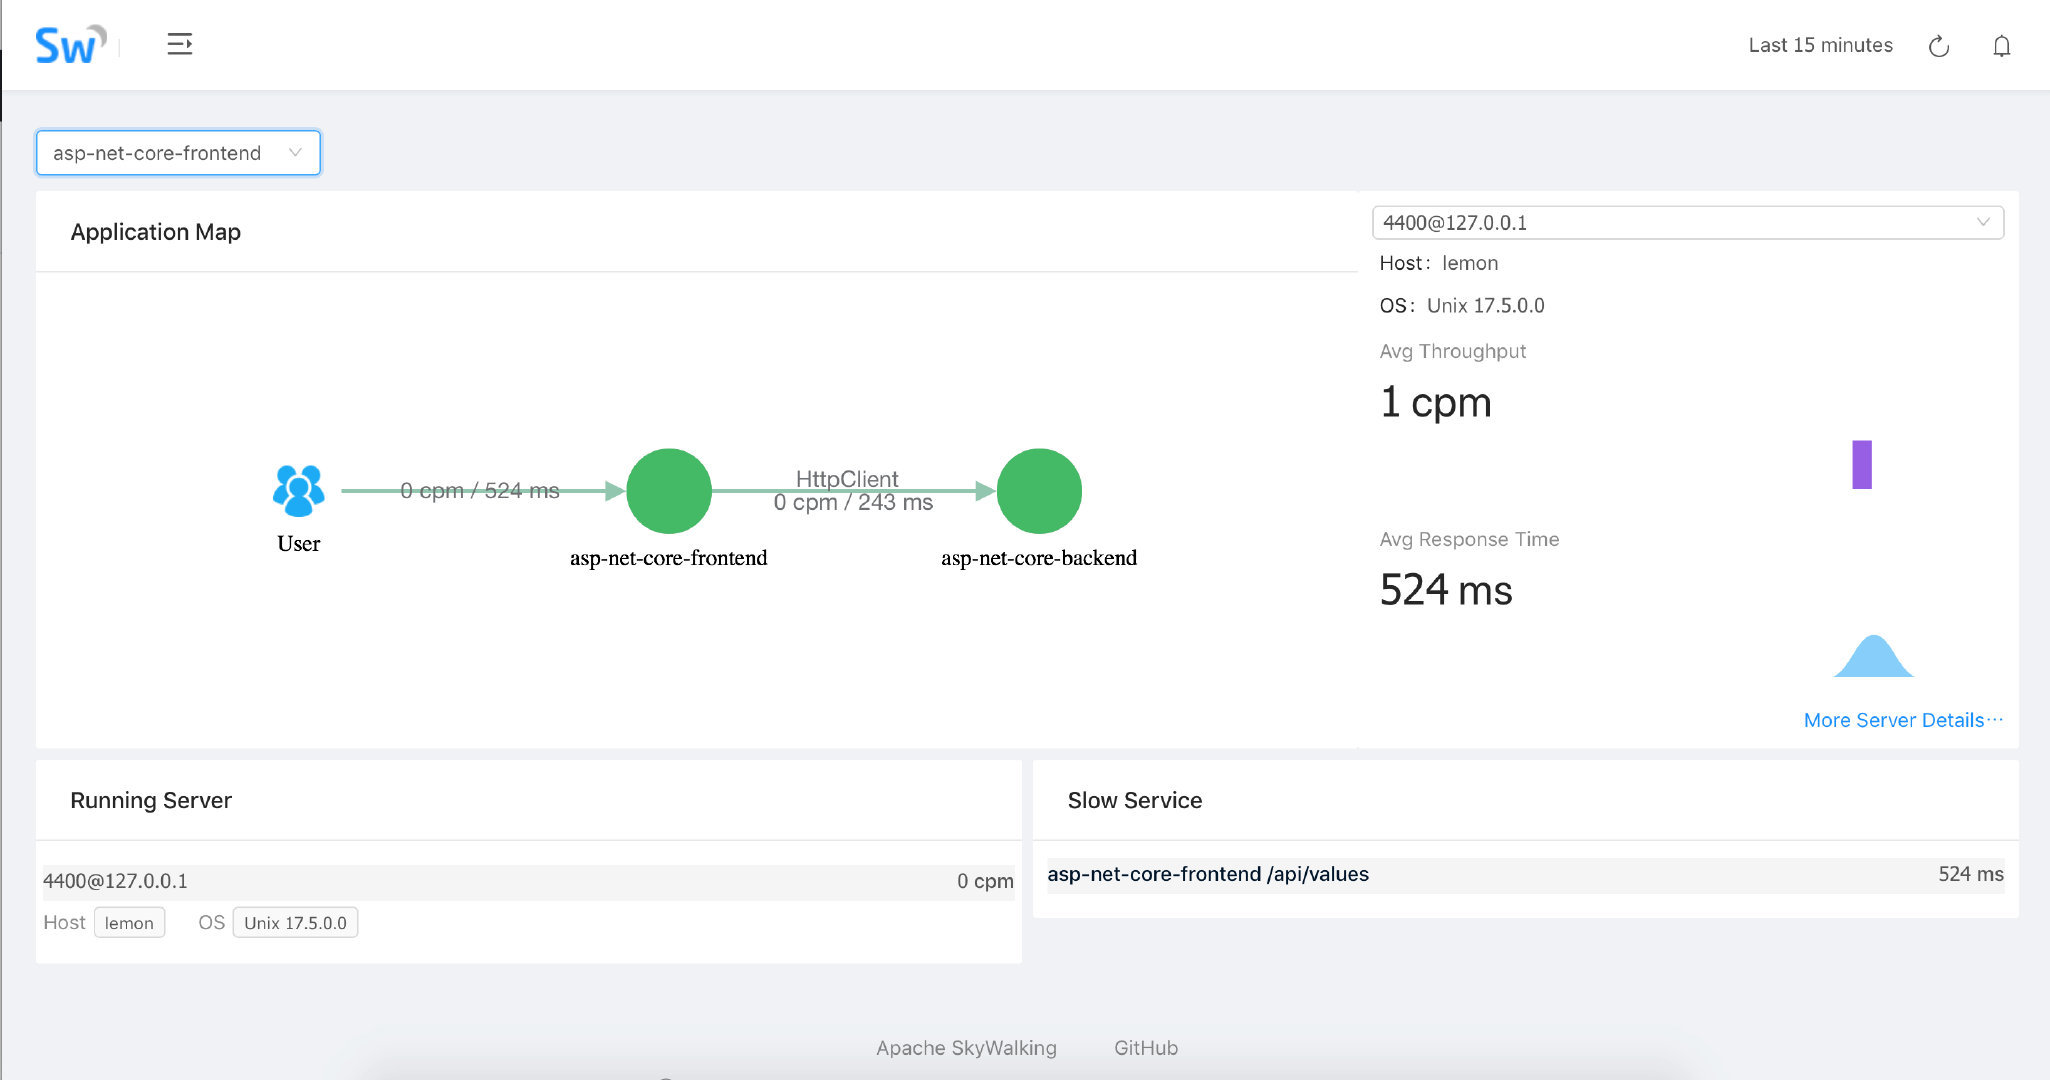 Sw
Last 15 minutes
asp-net-core-frontend
Application Map
0 cpm / 524 ms
HttpClient
0 cpm / 243 ms
User
asp-net-core-frontend
asp-net-core-backend
4400@127.0.0.1
Host: lemon
OS: Unix 17.5.0.0
Avg Throughput
1 cpm
Avg Response Time
524 ms
More Server Details···
Running Server
4400@127.0.0.1 0 cpm
Host lemon OS Unix 17.5.0.0
Slow Service
asp-net-core-frontend /api/values 524 ms
Apache SkyWalking GitHub